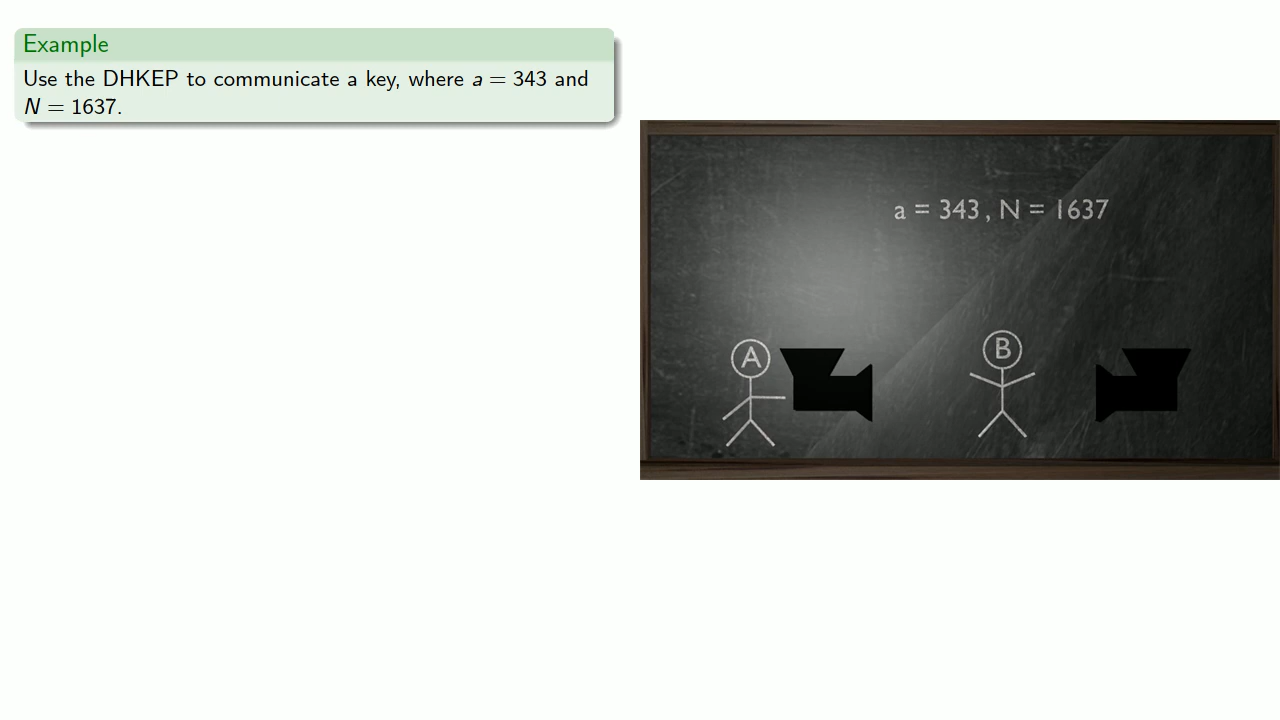 Example
Use the DHKEP to communicate a key, where a = 343 and
N = 1637.
a = 343, N = 1637
A
B